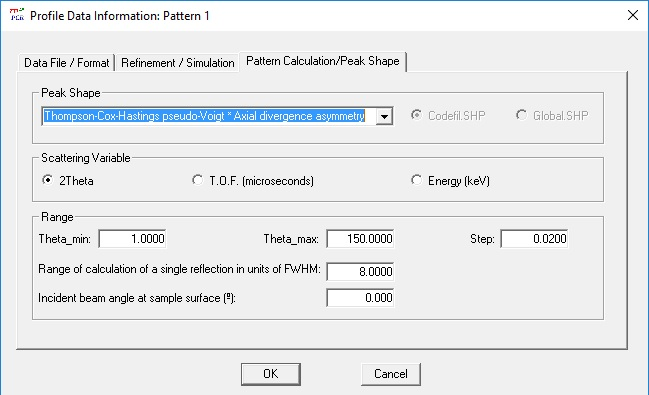 Profile Data Information: Pattern 1
Data File / Format Refinement / Simulation Pattern Calculation/Peak Shape
Peak Shape
Thompson-Cox-Hastings pseudo-Voigt * Axial divergence asymmetry Codefil.SHP Global.SHP
Scattering Variable
2Theta T.O.F. (microseconds) Energy (keV)
Range
Theta_min: 1.0000 Theta_max: 150.0000 Step: 0.0200
Range of calculation of a single reflection in units of FWHM: 8.0000
Incident beam angle at sample surface (º): 0.000
OK Cancel